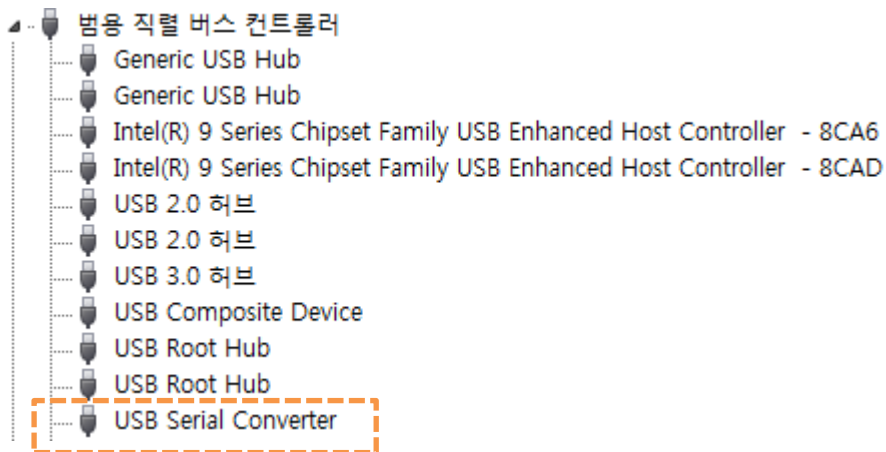 범용 직렬 버스 컨트롤러
Generic USB Hub
Generic USB Hub
Intel(R) 9 Series Chipset Family USB Enhanced Host Controller - 8CA6
Intel(R) 9 Series Chipset Family USB Enhanced Host Controller - 8CAD
USB 2.0 허브
USB 2.0 허브
USB 3.0 허브
USB Composite Device
USB Root Hub
USB Root Hub
USB Serial Converter